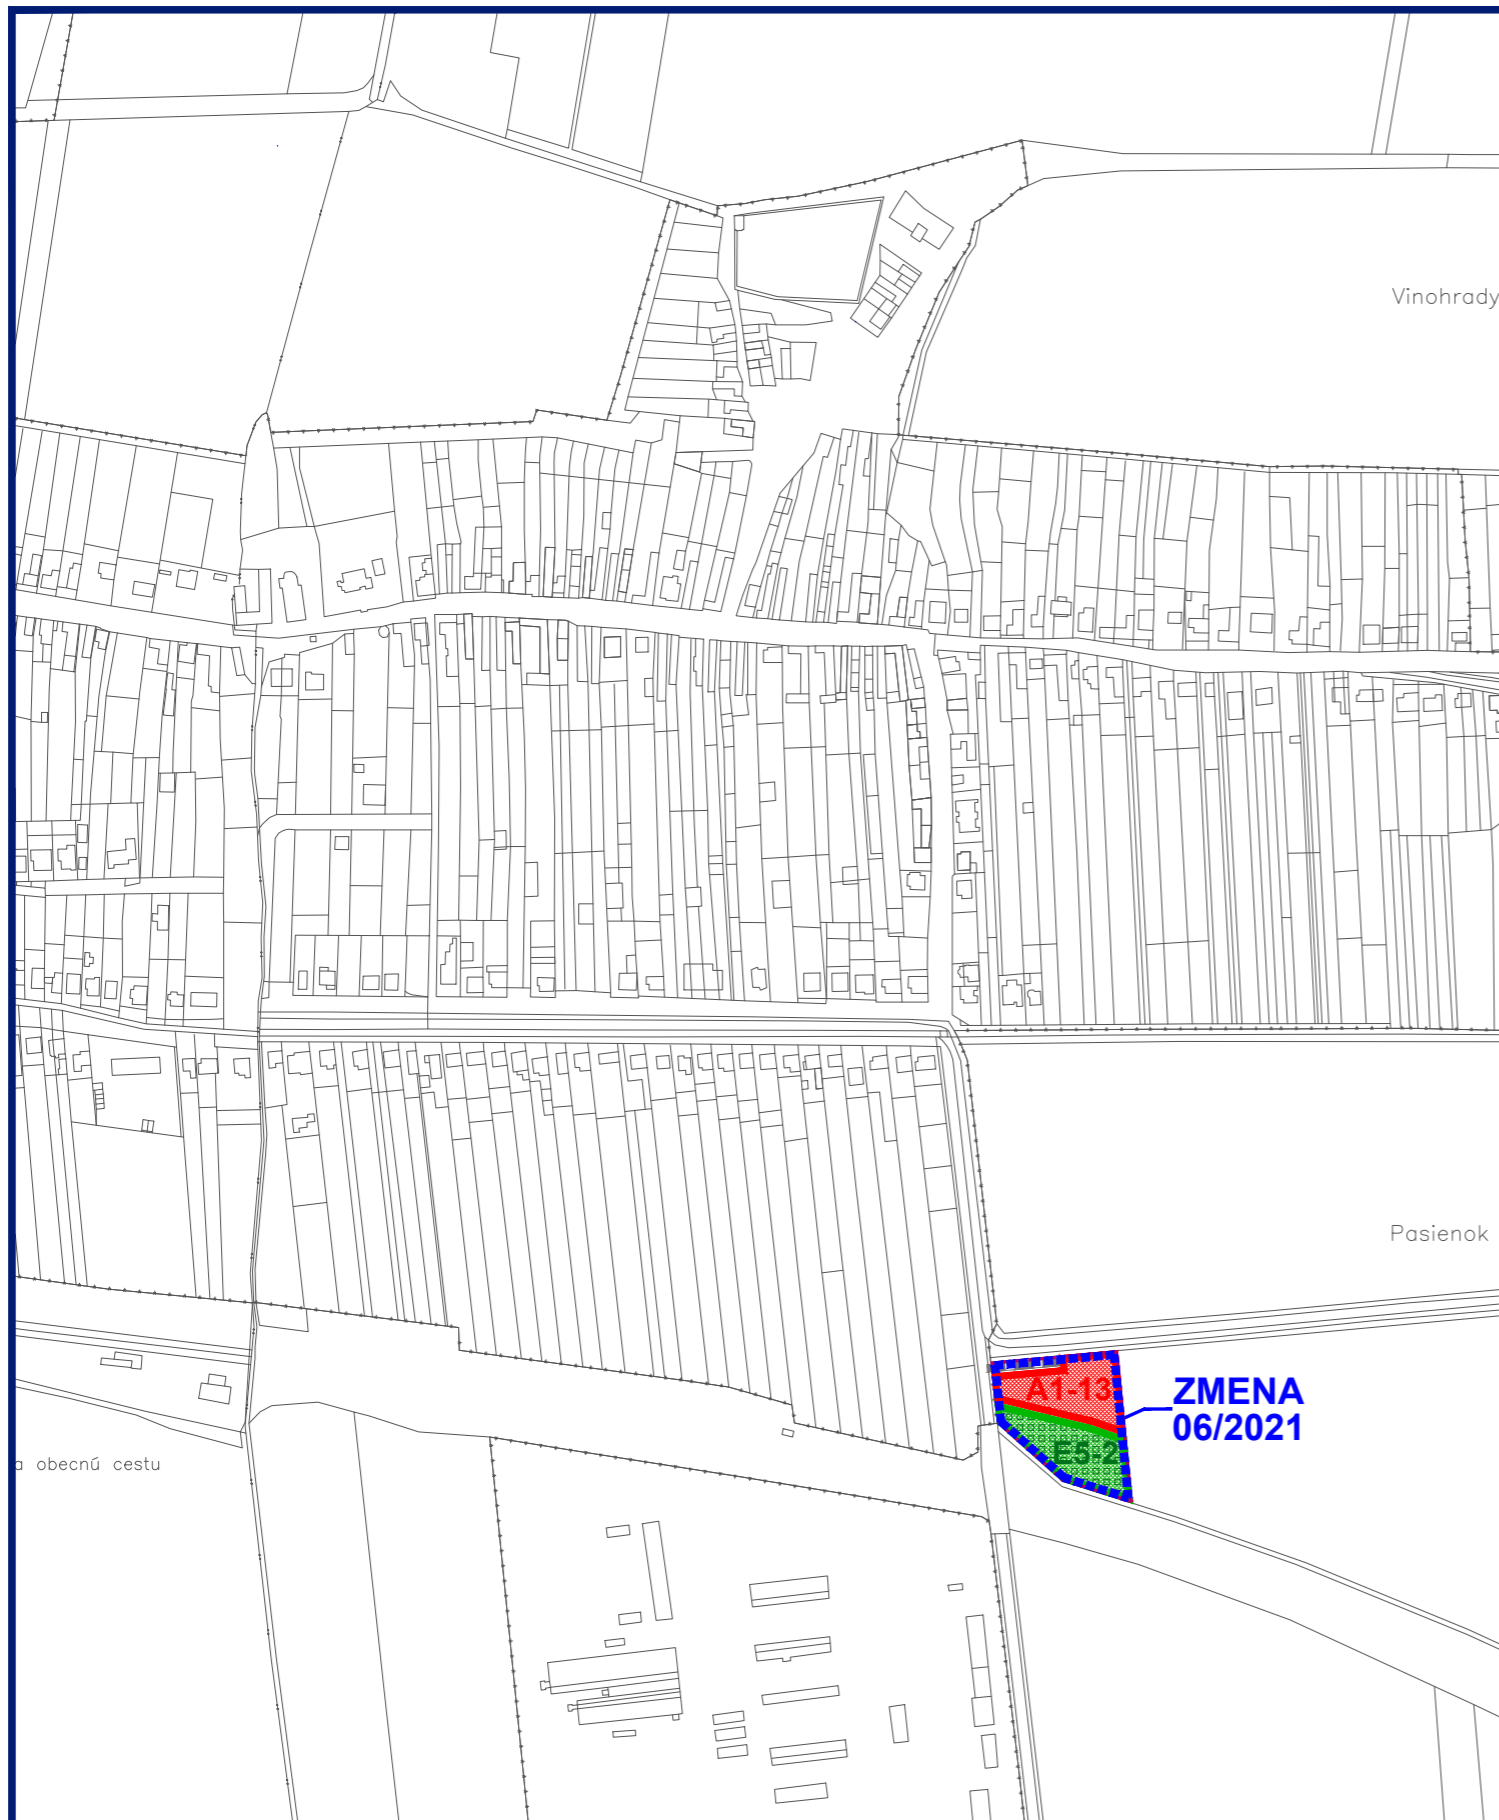 Vinohrady
Pasienok
A1-13
ZMENA
06/2021
E5-2
a obecnú cestu